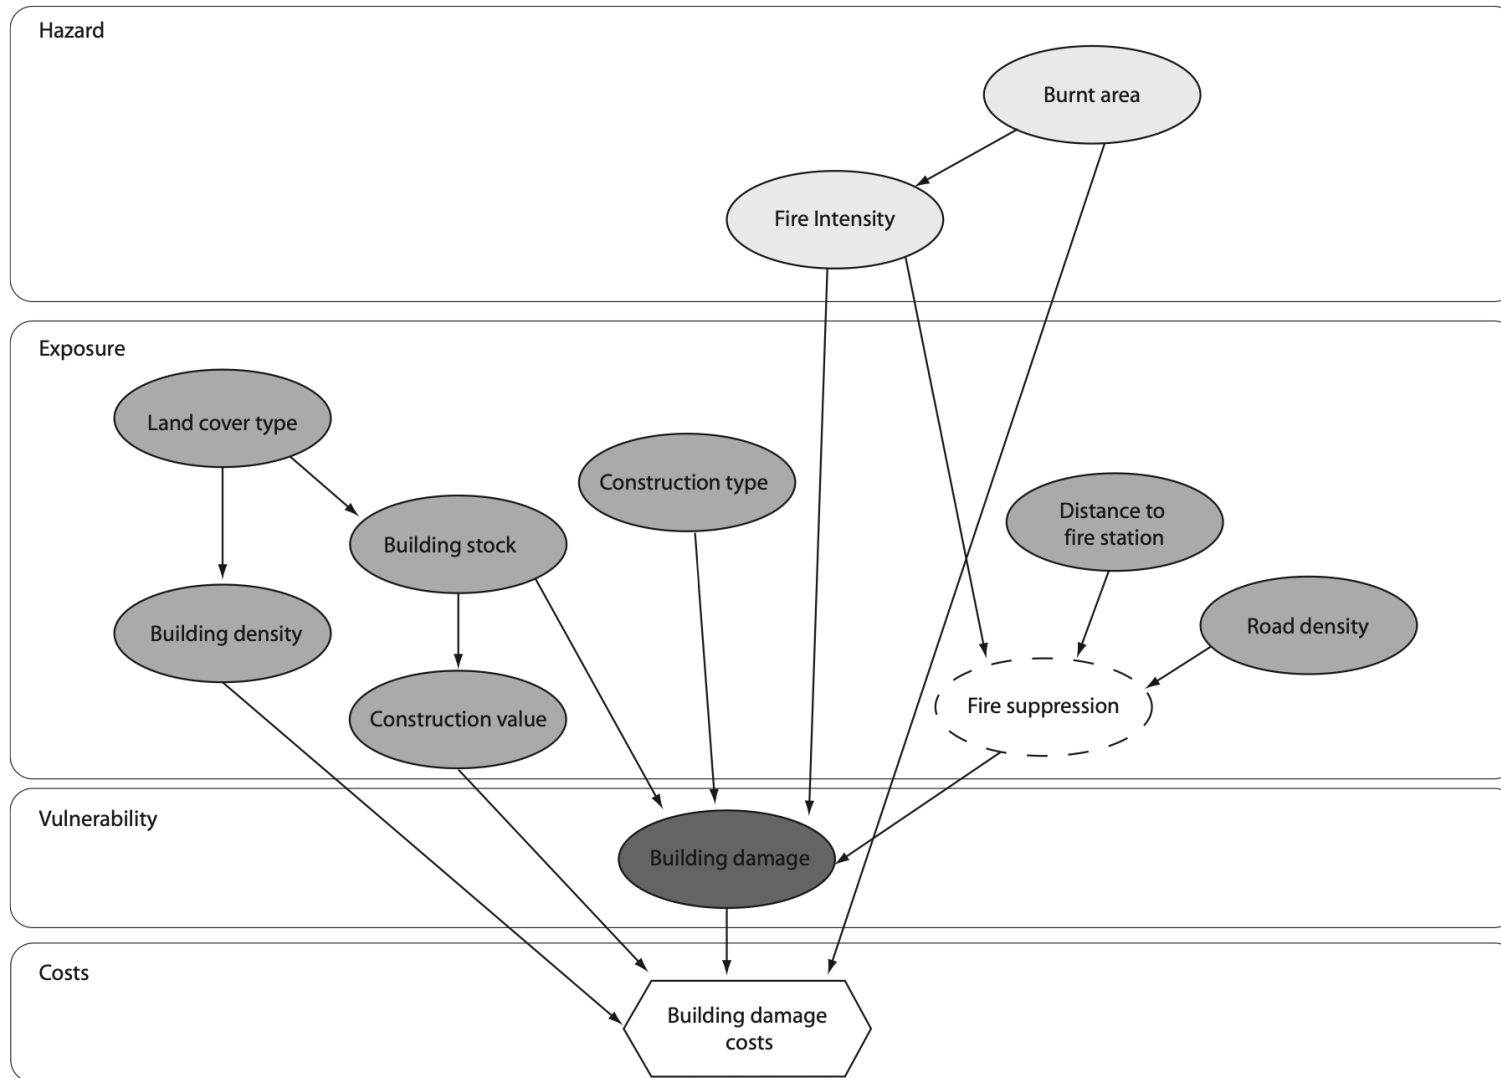 Hazard
Burnt area
Fire Intensity
Exposure
Land cover type
Construction type
Distance to
fire station
Building stock
Road density
Building density
Fire suppression
Construction value
Vulnerability
Building damage
Costs
Building damage
costs